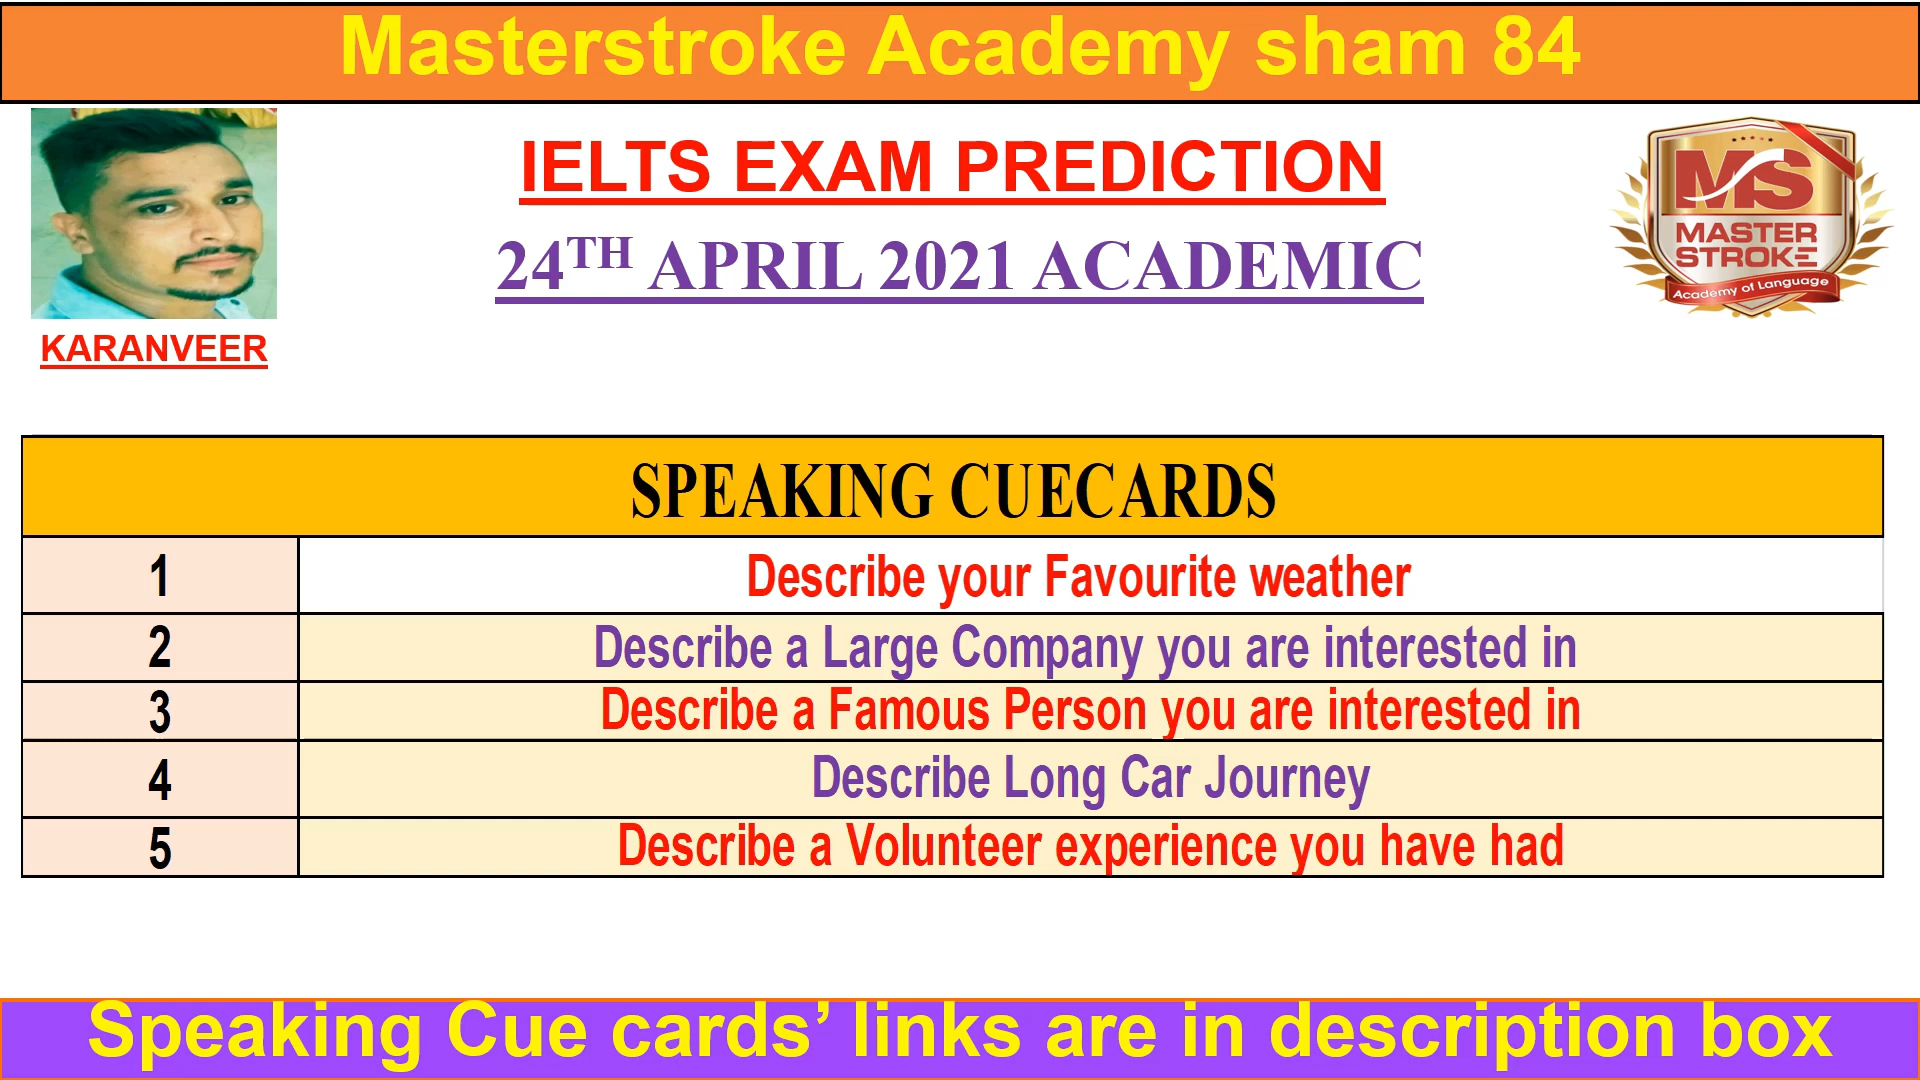 Masterstroke Academy sham 84
IELTS EXAM PREDICTION
24TH APRIL 2021 ACADEMIC
MS
MASTER
STROKE
Academy of Language
KARANVEER
SPEAKING CUECARDS
1 Describe your Favourite weather
2 Describe a Large Company you are interested in
3 Describe a Famous Person you are interested in
4 Describe Long Car Journey
5 Describe a Volunteer experience you have had
Speaking Cue cards’ links are in description box